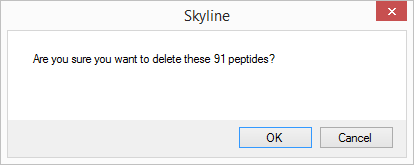 Skyline
Are you sure you want to delete these 91 peptides?
OK
Cancel